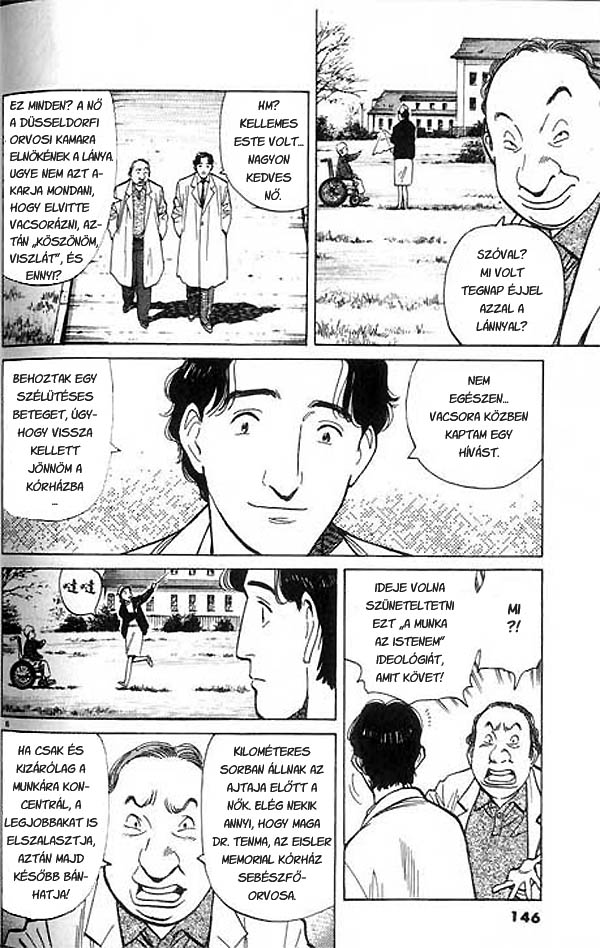 SZÓVAL?
MI VOLT
TEGNAP ÉJJEL
AZZAL A
LÁNNYAL?
HM?
KELLEMES
ESTE VOLT...
NAGYON
KEDVES
NŐ.
EZ MINDEN? A NŐ
A DÜSSELDORFI
ORVOSI KAMARA
ELNÖKÉNEK A LÁNYA.
UGYE NEM AZT A-
KARJA MONDANI,
HOGY ELVITTE
VACSORÁZNI, AZ-
TÁN „KÖSZÖNÖM,
VISZLÁT”, ÉS
ENNYI?
NEM
EGÉSZEN...
VACSORA KÖZBEN
KAPTAM EGY
HÍVÁST.
BEHOZTAK EGY
SZÉLÜTÉSES
BETEGET, ÚGY-
HOGY VISSZA
KELLETT
JÖNNÖM A
KÓRHÁZBA
...
MI
?!
IDEJE VOLNA
SZÜNETELTETNI
EZT „A MUNKA
AZ ISTENEM”
IDEOLÓGIÁT,
AMIT KÖVET!
KILOMÉTERES
SORBAN ÁLLNAK AZ
AJTAJA ELŐTT A
NŐK. ELÉG NEKIK
ANNYI, HOGY MAGA
DR. TENMA, AZ EISLER
MEMORIAL KÓRHÁZ
SEBÉSZFŐ-
ORVOSA.
HA CSAK ÉS
KIZÁRÓLAG A
MUNKÁRA KON-
CENTRÁL, A
LEGJOBBAKAT IS
ELSZALASZTJA,
AZTÁN MAJD
KÉSŐBB BÁN-
HATJA!
146